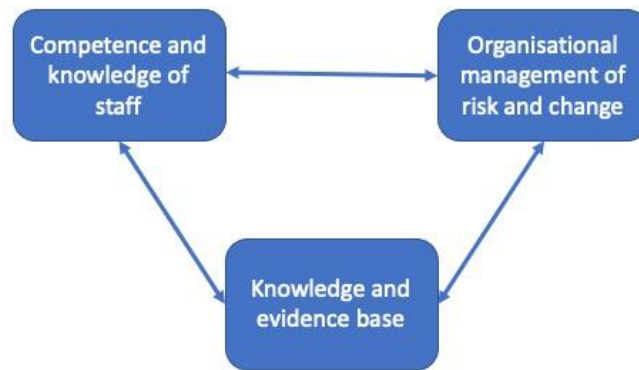 Competence and
knowledge of
staff
Organisational
management of
risk and change
Knowledge and
evidence base